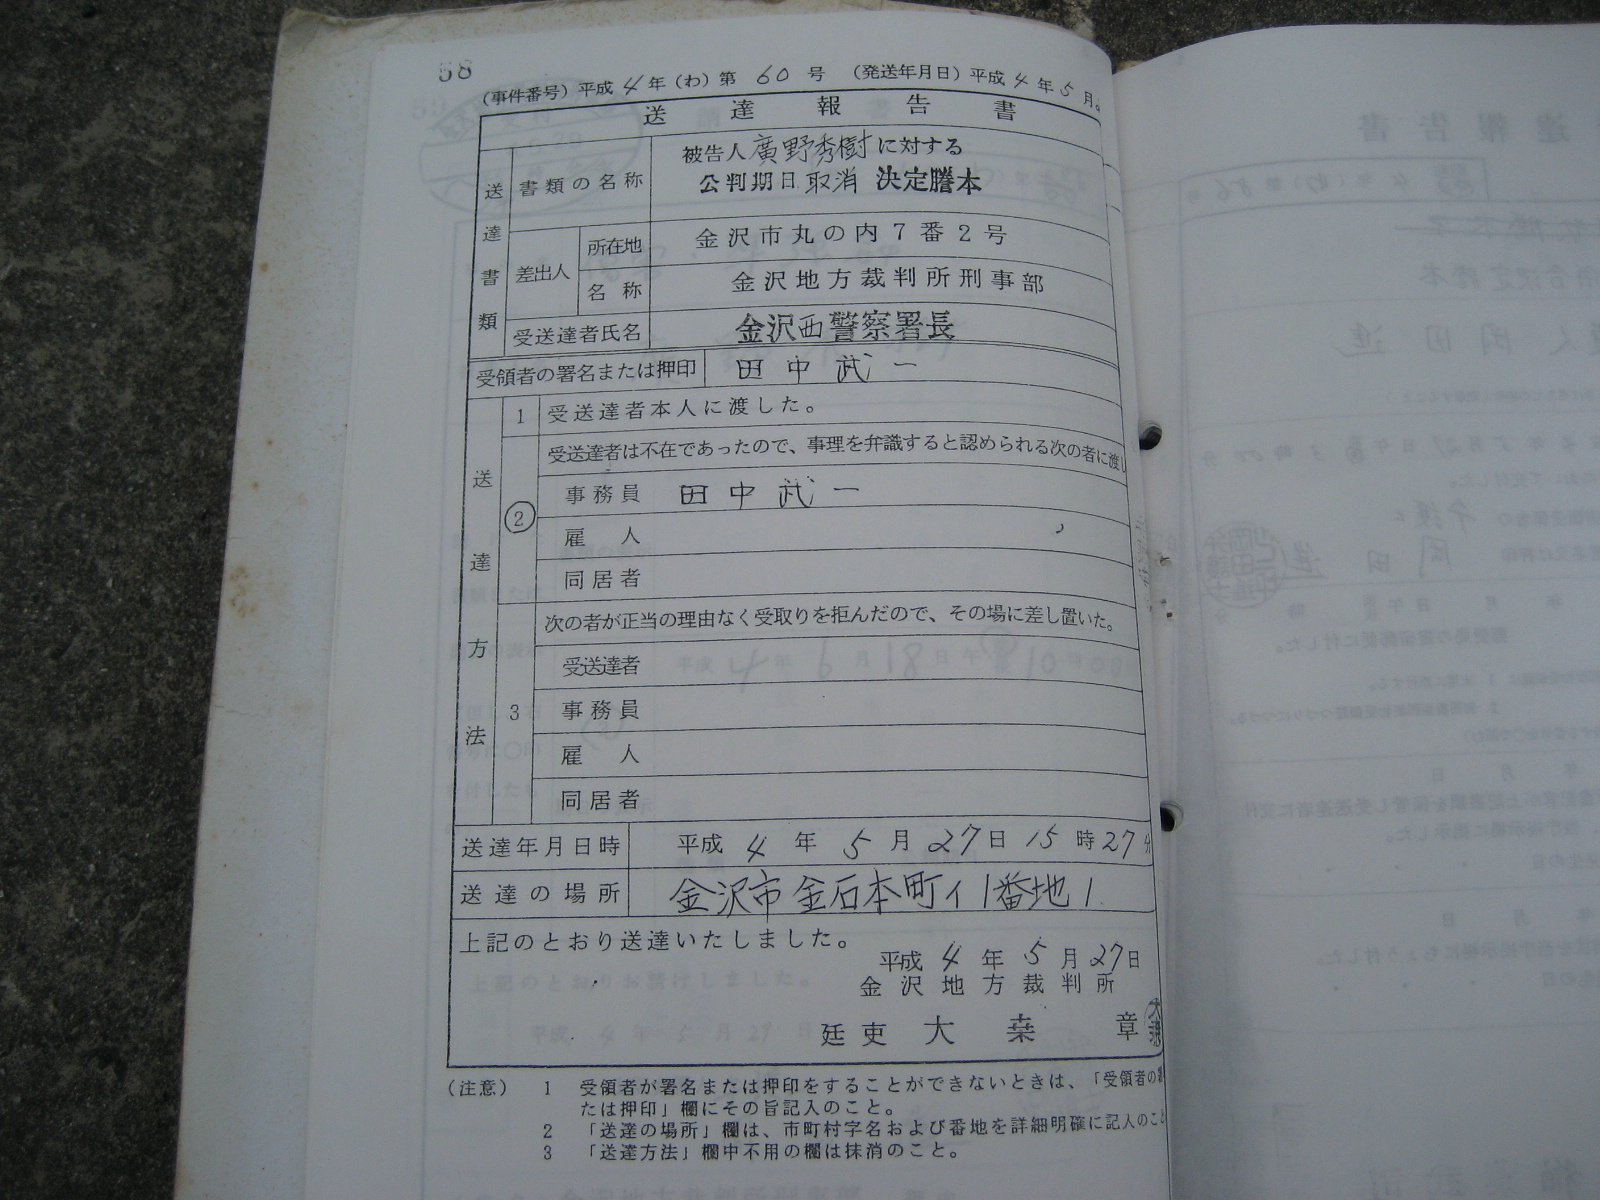 58
(事件番号)平成4年(わ)第60号 (発送年月日)平成4年5月
送達報告書
送達書類
書類の名称
被告人廣野秀樹に対する
公判期日取消 決定謄本
差出人
所在地
金沢市丸の内7番2号
名称
金沢地方裁判所刑事部
受送達者氏名
金沢西警察署長
受領者の署名または押印
田中武一
送達方法
1 受送達者本人に渡した。
2 受送達者は不在であったので、事理を弁識すると認められる次の者に渡し
事務員 田中武一
雇人
同居者
3 次の者が正当の理由なく受取りを拒んだので、その場に差し置いた。
受送達者
事務員
雇人
同居者
送達年月日時 平成4年5月27日15時27分
送達の場所 金沢市金石本町イ1番地1
上記のとおり送達いたしました。
平成4年5月27日
金沢地方裁判所
廷吏 大桒 章
(注意) 1 受領者が署名または押印をすることができないときは、「受領者の署
たは押印」欄にその旨記入のこと。
2 「送達の場所」欄は、市町村字名および番地を詳細明確に記入のこと
3 「送達方法」欄中不用の欄は抹消のこと。